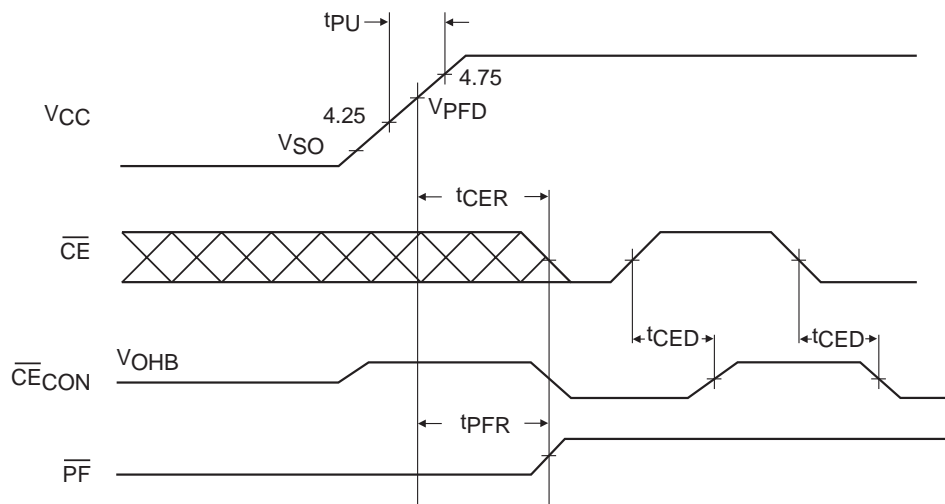 tPU
4.75
VCC
4.25
VPFD
VSO
tCER
CE
tCED
tCED
VOHB
CECON
tPFR
PF